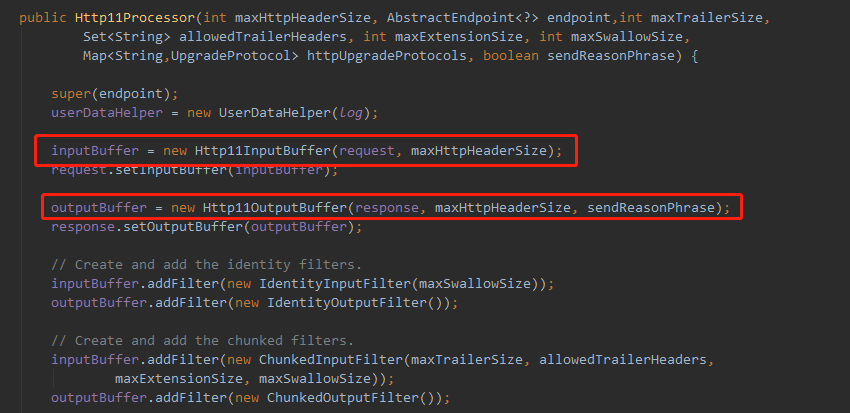 public Http11Processor(int maxHttpHeaderSize, AbstractEndpoint<?> endpoint,int maxTrailerSize,
Set<String> allowedTrailerHeaders, int maxExtensionSize, int maxSwallowSize,
Map<String,UpgradeProtocol> httpUpgradeProtocols, boolean sendReasonPhrase) {
super(endpoint);
userDataHelper = new UserDataHelper(log);
inputBuffer = new Http11InputBuffer(request, maxHttpHeaderSize);
request.setInputBuffer(inputBuffer);
outputBuffer = new Http11OutputBuffer(response, maxHttpHeaderSize, sendReasonPhrase);
response.setOutputBuffer(outputBuffer);
// Create and add the identity filters.
inputBuffer.addFilter(new IdentityInputFilter(maxSwallowSize));
outputBuffer.addFilter(new IdentityOutputFilter());
// Create and add the chunked filters.
inputBuffer.addFilter(new ChunkedInputFilter(maxTrailerSize, allowedTrailerHeaders,
maxExtensionSize, maxSwallowSize));
outputBuffer.addFilter(new ChunkedOutputFilter());